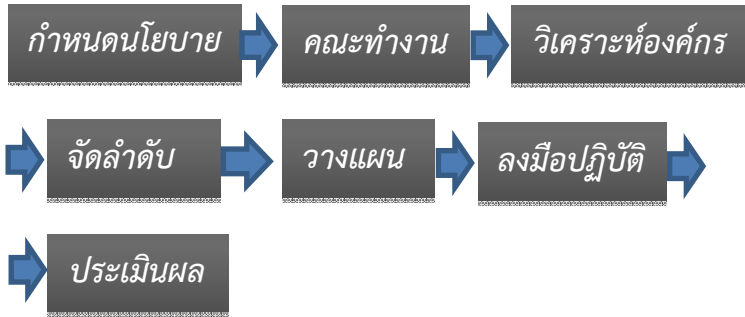 กำหนดนโยบาย คณะทำงาน วิเคราะห์องค์กร
จัดลำดับ วางแผน ลงมือปฏิบัติ
ประเมินผล